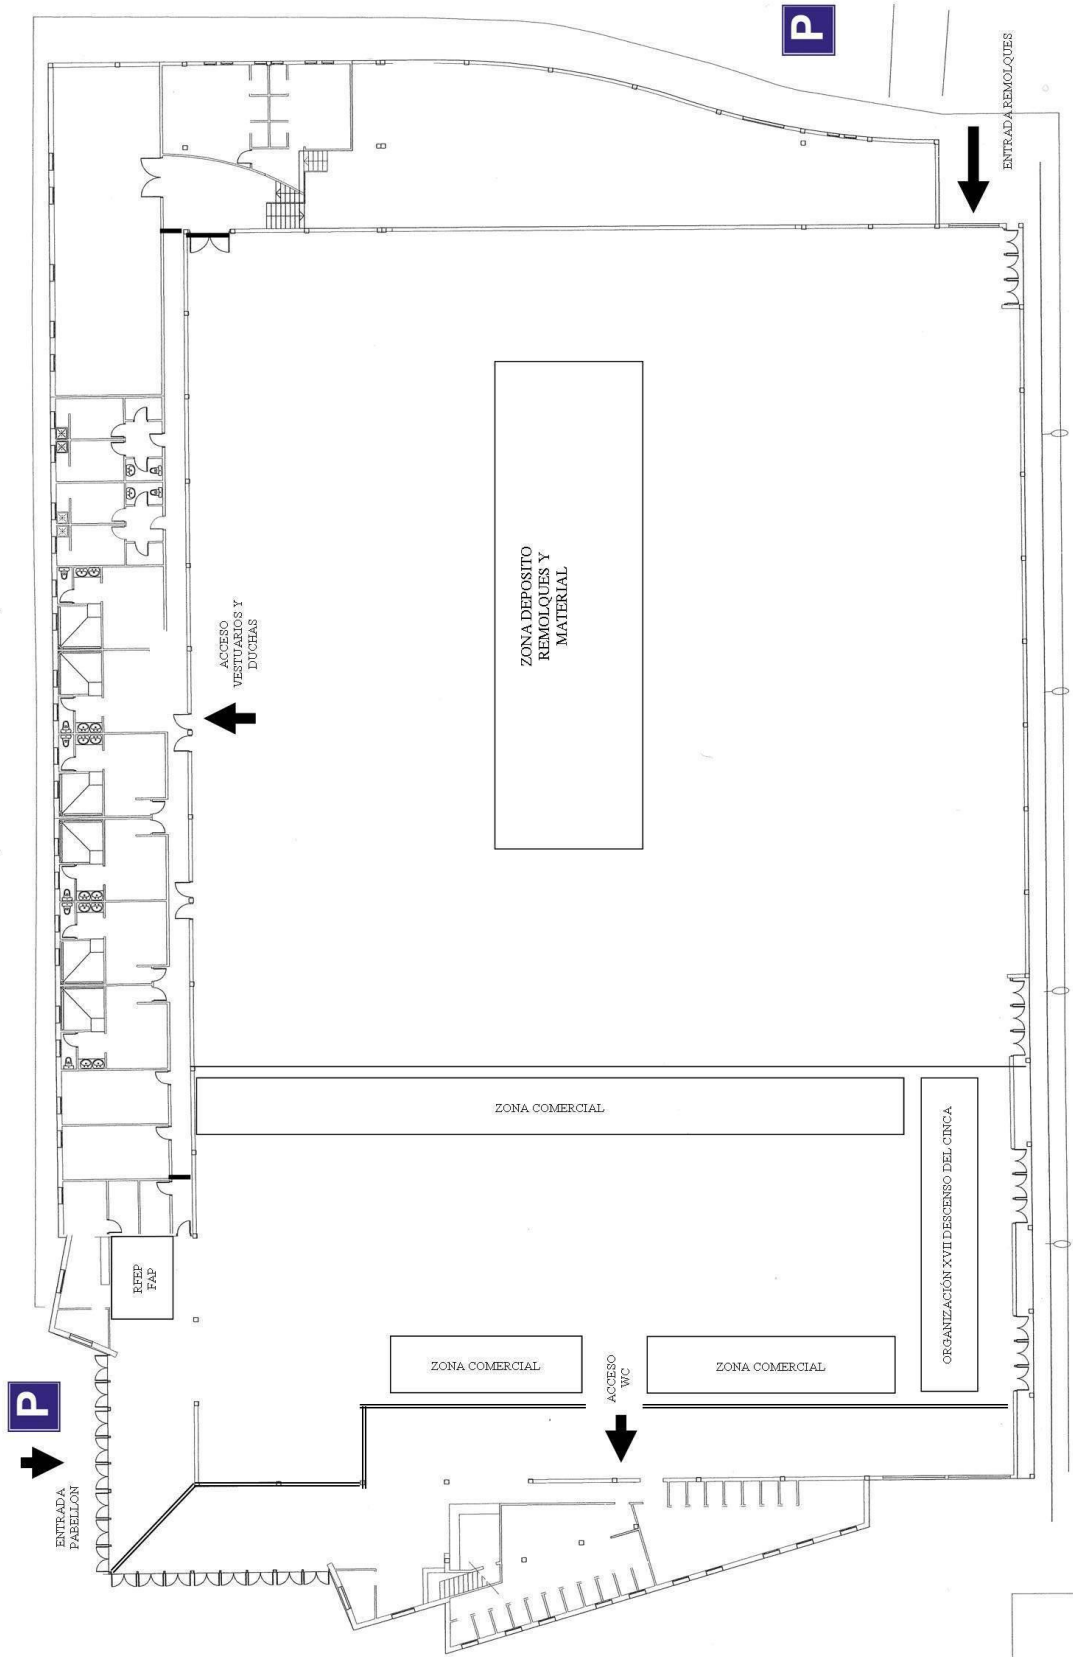 P
ENTRADA REMOLQUES
ZONA DEPOSITO
REMOLQUES Y
MATERIAL
ACCESO
VESTUARIOS Y
DUCHAS
ZONA COMERCIAL
ORGANIZACIÓN XVII DESCENSO DEL CINCA
RFEP
FAP
ZONA COMERCIAL
ZONA COMERCIAL
ACCESO
WC
P
ENTRADA
PABELLON